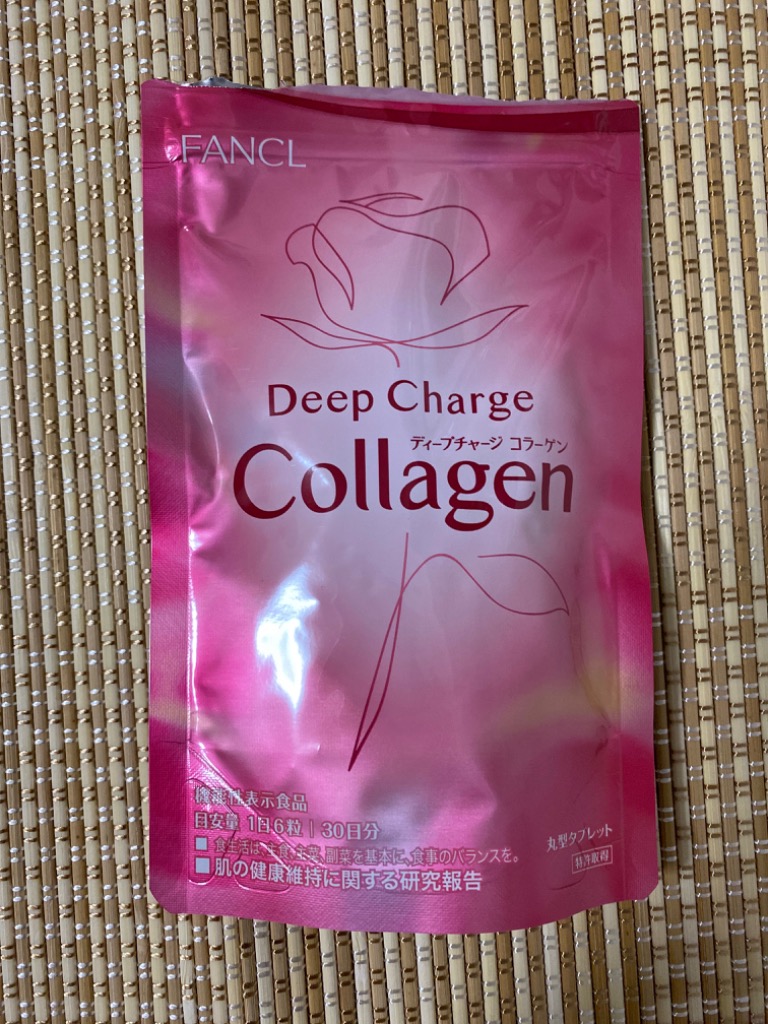 FANCL
Deep Charge
ディープチャージ コラーゲン
Collagen
機能性表示食品
目安量 1日6粒 | 30日分
■ 食生活は、主食、主菜、副菜を基本に、食事のバランスを。
■ 肌の健康維持に関する研究報告
丸型タブレット
特許取得